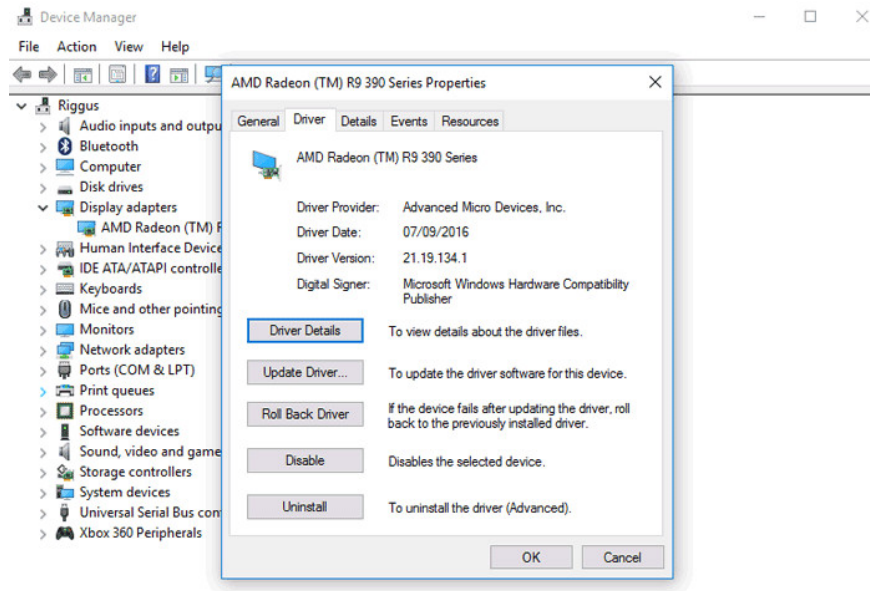 Device Manager
File Action View Help
Riggus
Audio inputs and outpu
Bluetooth
Computer
Disk drives
Display adapters
AMD Radeon (TM) F
Human Interface Device
IDE ATA/ATAPI controlle
Keyboards
Mice and other pointing
Monitors
Network adapters
Ports (COM & LPT)
Print queues
Processors
Software devices
Sound, video and game
Storage controllers
System devices
Universal Serial Bus con
Xbox 360 Peripherals
AMD Radeon (TM) R9 390 Series Properties
General Driver Details Events Resources
AMD Radeon (TM) R9 390 Series
Driver Provider: Advanced Micro Devices, Inc.
Driver Date: 07/09/2016
Driver Version: 21.19.134.1
Digital Signer: Microsoft Windows Hardware Compatibility
Publisher
Driver Details To view details about the driver files.
Update Driver... To update the driver software for this device.
Roll Back Driver If the device fails after updating the driver, roll
back to the previously installed driver.
Disable Disables the selected device.
Uninstall To uninstall the driver (Advanced).
OK Cancel